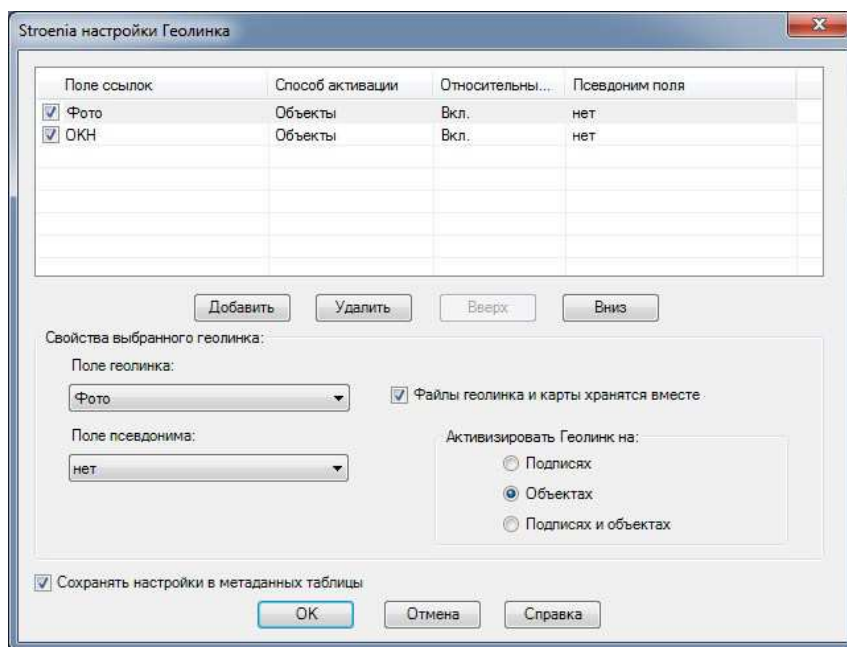 Stroenia настройки Геолинка
Поле ссылок Способ активации Относительны... Псевдоним поля
Фото Объекты Вкл. нет
ОКН Объекты Вкл. нет
Добавить Удалить Вверх Вниз
Свойства выбранного геолинка:
Поле геолинка:
Фото Файлы геолинка и карты хранятся вместе
Поле псевдонима: Активизировать Геолинк на:
нет Подписях
Объектах
Подписях и объектах
Сохранять настройки в метаданных таблицы
OK Отмена Справка